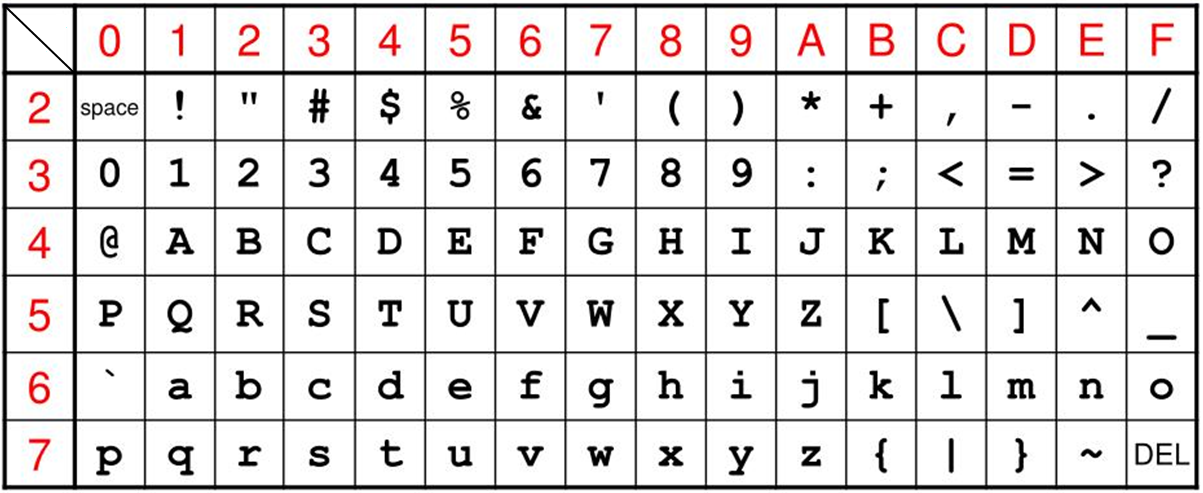 0 1 2 3 4 5 6 7 8 9 A B C D E F
2 space ! " # $ % & ' ( ) * + , - . /
3 0 1 2 3 4 5 6 7 8 9 : ; < = > ?
4 @ A B C D E F G H I J K L M N O
5 P Q R S T U V W X Y Z [ \ ] ^ _
6 ` a b c d e f g h i j k l m n o
7 p q r s t u v w x y z { | } ~ DEL